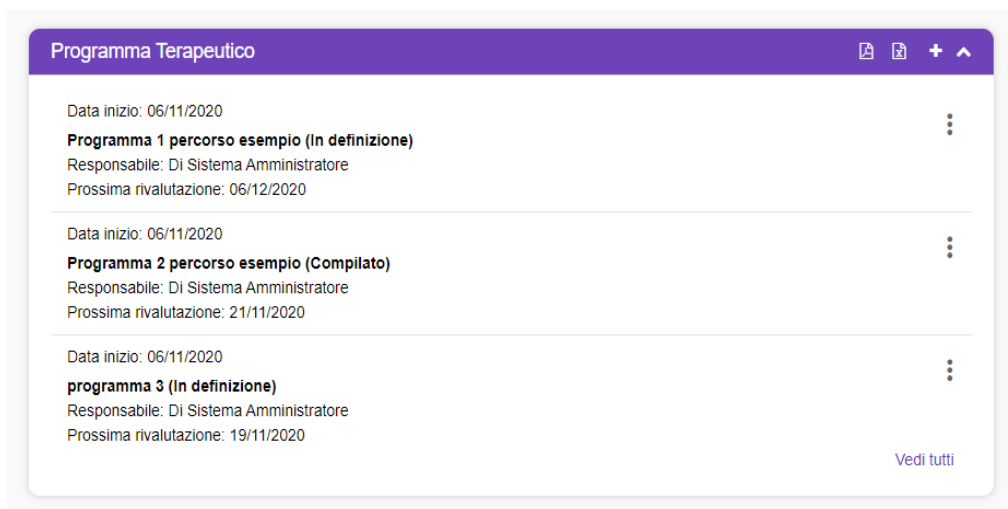 Programma Terapeutico
Data inizio: 06/11/2020
Programma 1 percorso esempio (In definizione)
Responsabile: Di Sistema Amministratore
Prossima rivalutazione: 06/12/2020
Data inizio: 06/11/2020
Programma 2 percorso esempio (Compilato)
Responsabile: Di Sistema Amministratore
Prossima rivalutazione: 21/11/2020
Data inizio: 06/11/2020
programma 3 (In definizione)
Responsabile: Di Sistema Amministratore
Prossima rivalutazione: 19/11/2020
Vedi tutti